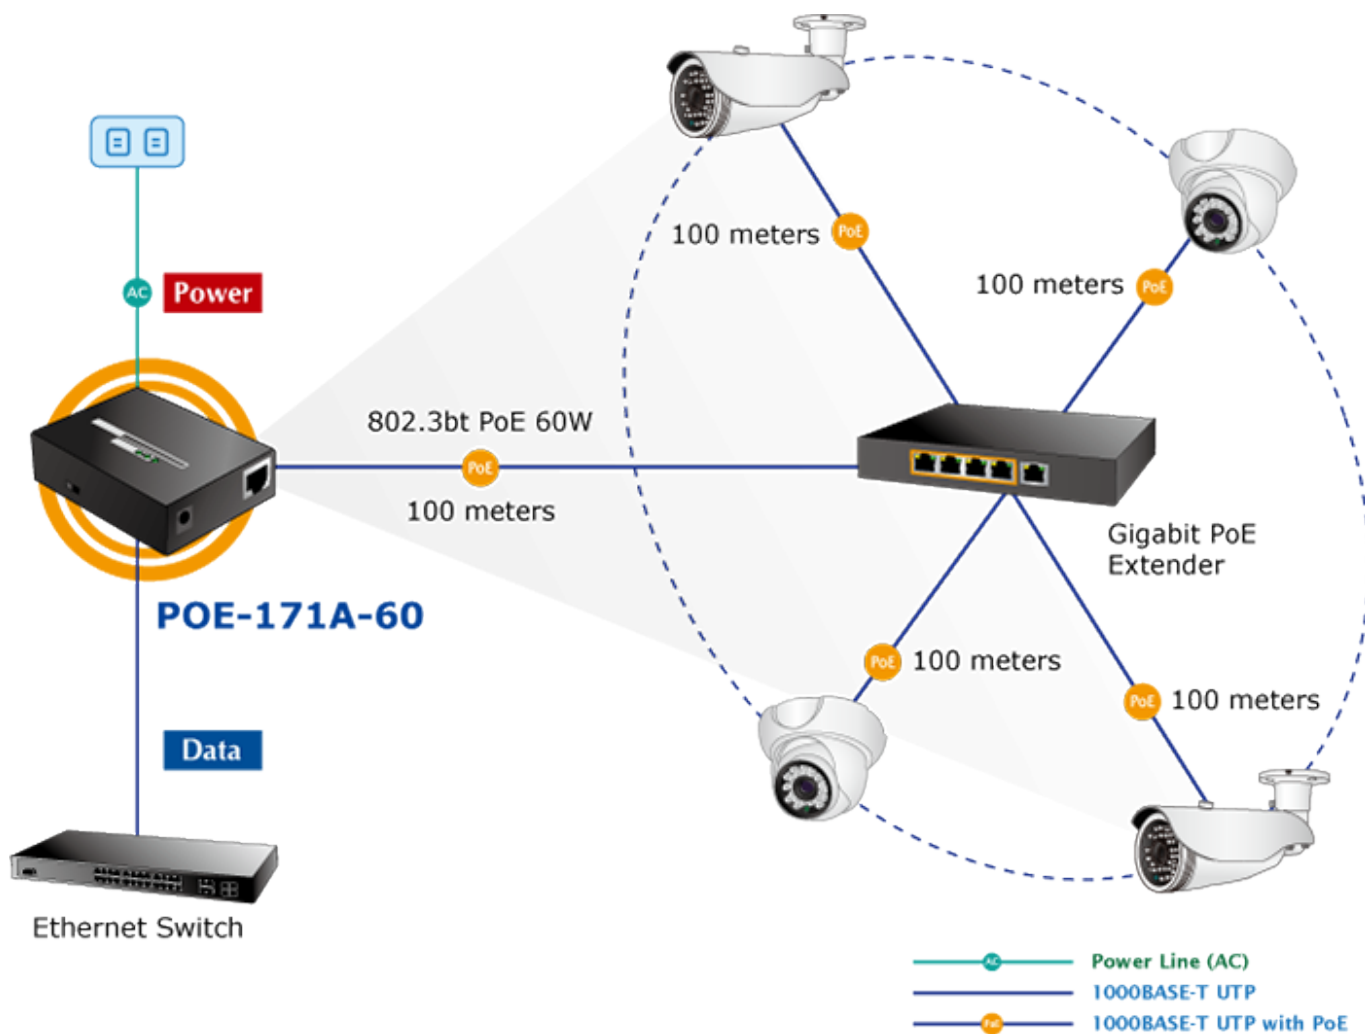 100 meters
PoE
100 meters
PoE
AC
Power
802.3bt PoE 60W
PoE
100 meters
Gigabit PoE
Extender
POE-171A-60
PoE
100 meters
PoE
100 meters
Data
Ethernet Switch
AC
Power Line (AC)
1000BASE-T UTP
PoE
1000BASE-T UTP with PoE